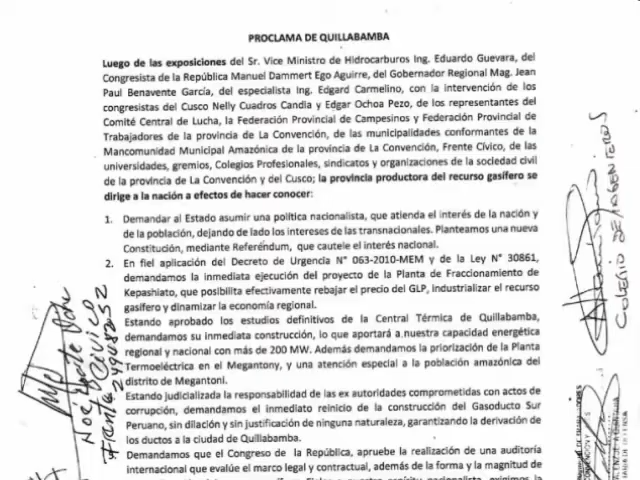 PROCLAMA DE QUILLABAMBA
Luego de las exposiciones del Sr. Vice Ministro de Hidrocarburos Ing. Eduardo Guevara, del
Congresista de la República Manuel Dammert Ego Aguirre, del Gobernador Regional Mag. Jean
Paul Benavente García, del especialista Ing. Edgard Carmelino, con la intervención de los
congresistas del Cusco Nelly Cuadros Candia y Edgar Ochoa Pezo, de los representantes del
Comité Central de Lucha, la Federación Provincial de Campesinos y Federación Provincial de
Trabajadores de la provincia de La Convención, de las municipalidades conformantes de la
Mancomunidad Municipal Amazónica de la provincia de La Convención, Frente Cívico, de las
universidades, gremios, Colegios Profesionales, sindicatos y organizaciones de la sociedad civil
de la provincia de La Convención y del Cusco; la provincia productora del recurso gasífero se
dirige a la nación a efectos de hacer conocer:
1. Demandar al Estado asumir una política nacionalista, que atienda el interés de la nación y
de la población, dejando de lado los intereses de las transnacionales. Planteamos una nueva
Constitución, mediante Referéndum, que cautele el interés nacional.
2. En fiel aplicación del Decreto de Urgencia N° 063-2010-MEM y de la Ley N° 30861,
demandamos la inmediata ejecución del proyecto de la Planta de Fraccionamiento de
Kepashiato, que posibilita efectivamente rebajar el precio del GLP, industrializar el recurso
gasífero y dinamizar la economía regional.
Estando aprobado los estudios definitivos de la Central Térmica de Quillabamba,
demandamos su inmediata construcción, lo que aportará a nuestra capacidad energética
regional y nacional con más de 200 MW. Además demandamos la priorización de la Planta
Termoeléctrica en el Megantony, y una atención especial a la población amazónica del
distrito de Megantoni.
Estando judicializada la responsabilidad de las ex autoridades comprometidas con actos de
corrupción, demandamos el inmediato reinicio de la construcción del Gasoducto Sur
Peruano, sin dilación y sin justificación de ninguna naturaleza, garantizando la derivación de
los ductos a la ciudad de Quillabamba.
Demandamos que el Congreso de la República, apruebe la realización de una auditoría
internacional que evalúe el marco legal y contractual, además de la forma y la magnitud de
Frente Cívico
24908252
COLEGIO DE